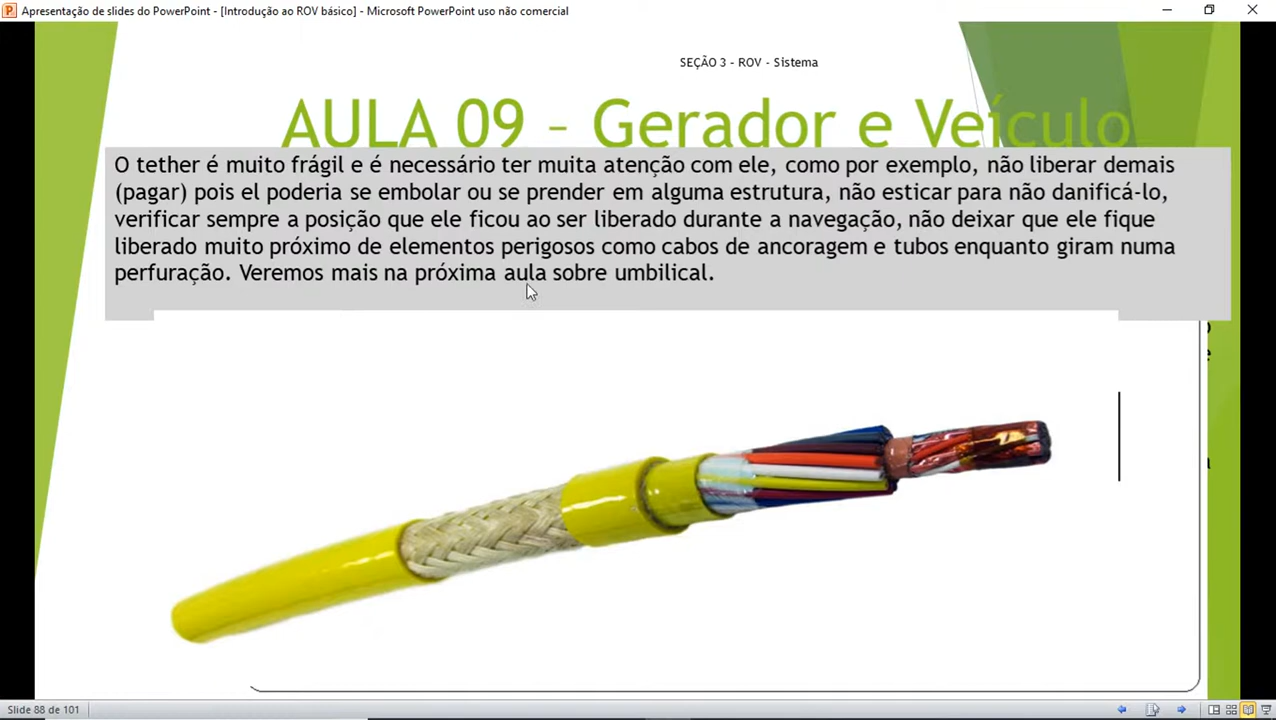 Apresentação de slides do PowerPoint - [Introdução ao ROV básico] - Microsoft PowerPoint uso não comercial
SEÇÃO 3 - ROV - Sistema
AULA 09 - Gerador e Veículo
O tether é muito frágil e é necessário ter muita atenção com ele, como por exemplo, não liberar demais
(pagar) pois el poderia se embolar ou se prender em alguma estrutura, não esticar para não danificá-lo,
verificar sempre a posição que ele ficou ao ser liberado durante a navegação, não deixar que ele fique
liberado muito próximo de elementos perigosos como cabos de ancoragem e tubos enquanto giram numa
perfuração. Veremos mais na próxima aula sobre umbilical.
Slide 88 de 101